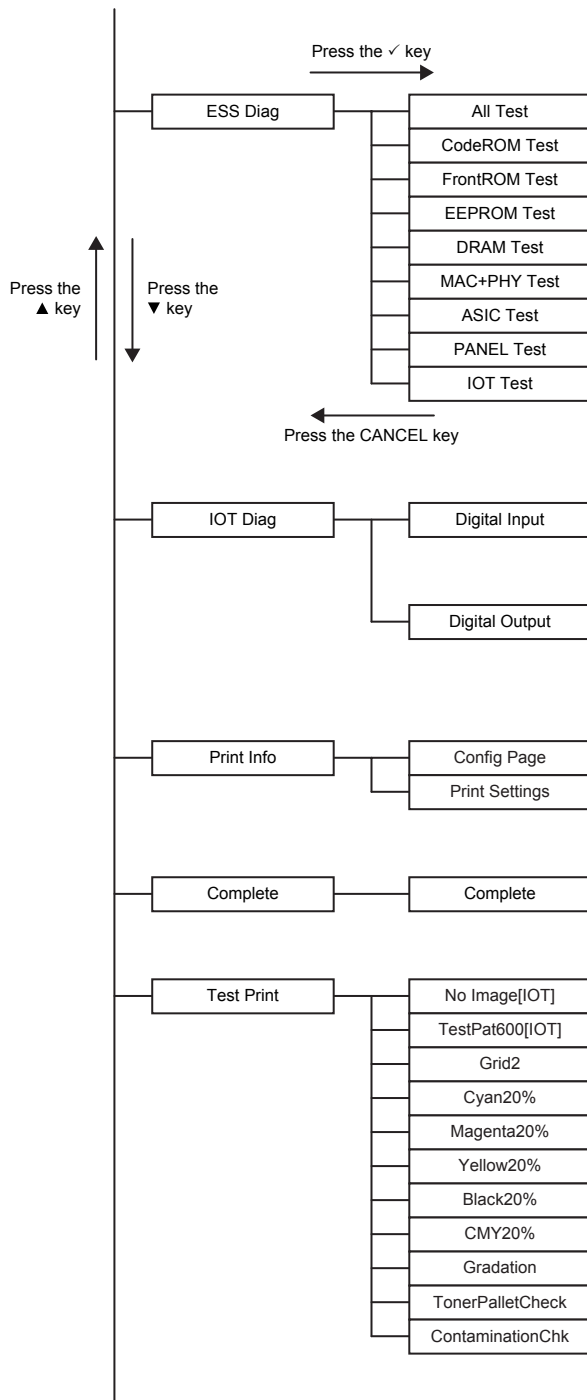 Press the ✓ key
ESS Diag
All Test
CodeROM Test
FrontROM Test
EEPROM Test
DRAM Test
MAC+PHY Test
ASIC Test
PANEL Test
IOT Test
Press the
▲ key
Press the
▼ key
Press the CANCEL key
IOT Diag
Digital Input
Digital Output
Print Info
Config Page
Print Settings
Complete
Complete
Test Print
No Image[IOT]
TestPat600[IOT]
Grid2
Cyan20%
Magenta20%
Yellow20%
Black20%
CMY20%
Gradation
TonerPalletCheck
ContaminationChk